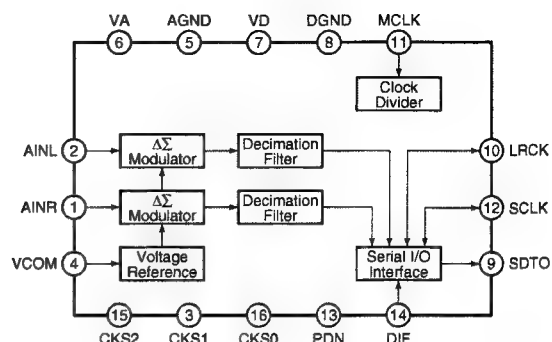 VA AGND VD DGND MCLK
6 5 7 8 11
Clock
Divider
AINL 2 ΔΣ
Modulator
Decimation
Filter
10 LRCK
AINR 1 ΔΣ
Modulator
Decimation
Filter
12 SCLK
VCOM 4 Voltage
Reference
Serial I/O
Interface
9 SDTO
15 3 16 13 14
CKS2 CKS1 CKS0 PDN DIF